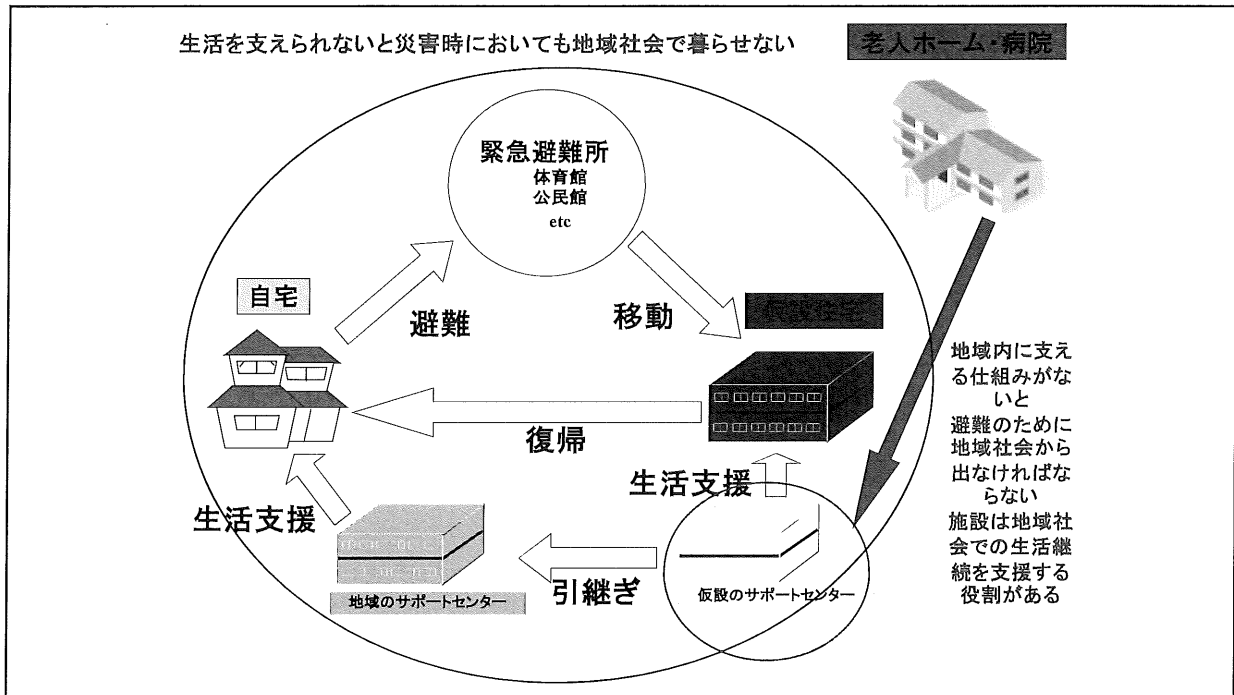 生活を支えられないと災害時においても地域社会で暮らせない
老人ホーム・病院
緊急避難所
体育館
公民館
etc
自宅
避難
移動
仮設住宅
地域内に支え
る仕組みがな
いと
避難のために
地域社会から
出なければな
らない
施設は地域社
会での生活継
続を支援する
役割がある
復帰
生活支援
生活支援
引継ぎ
地域のサポートセンター
仮設のサポートセンター